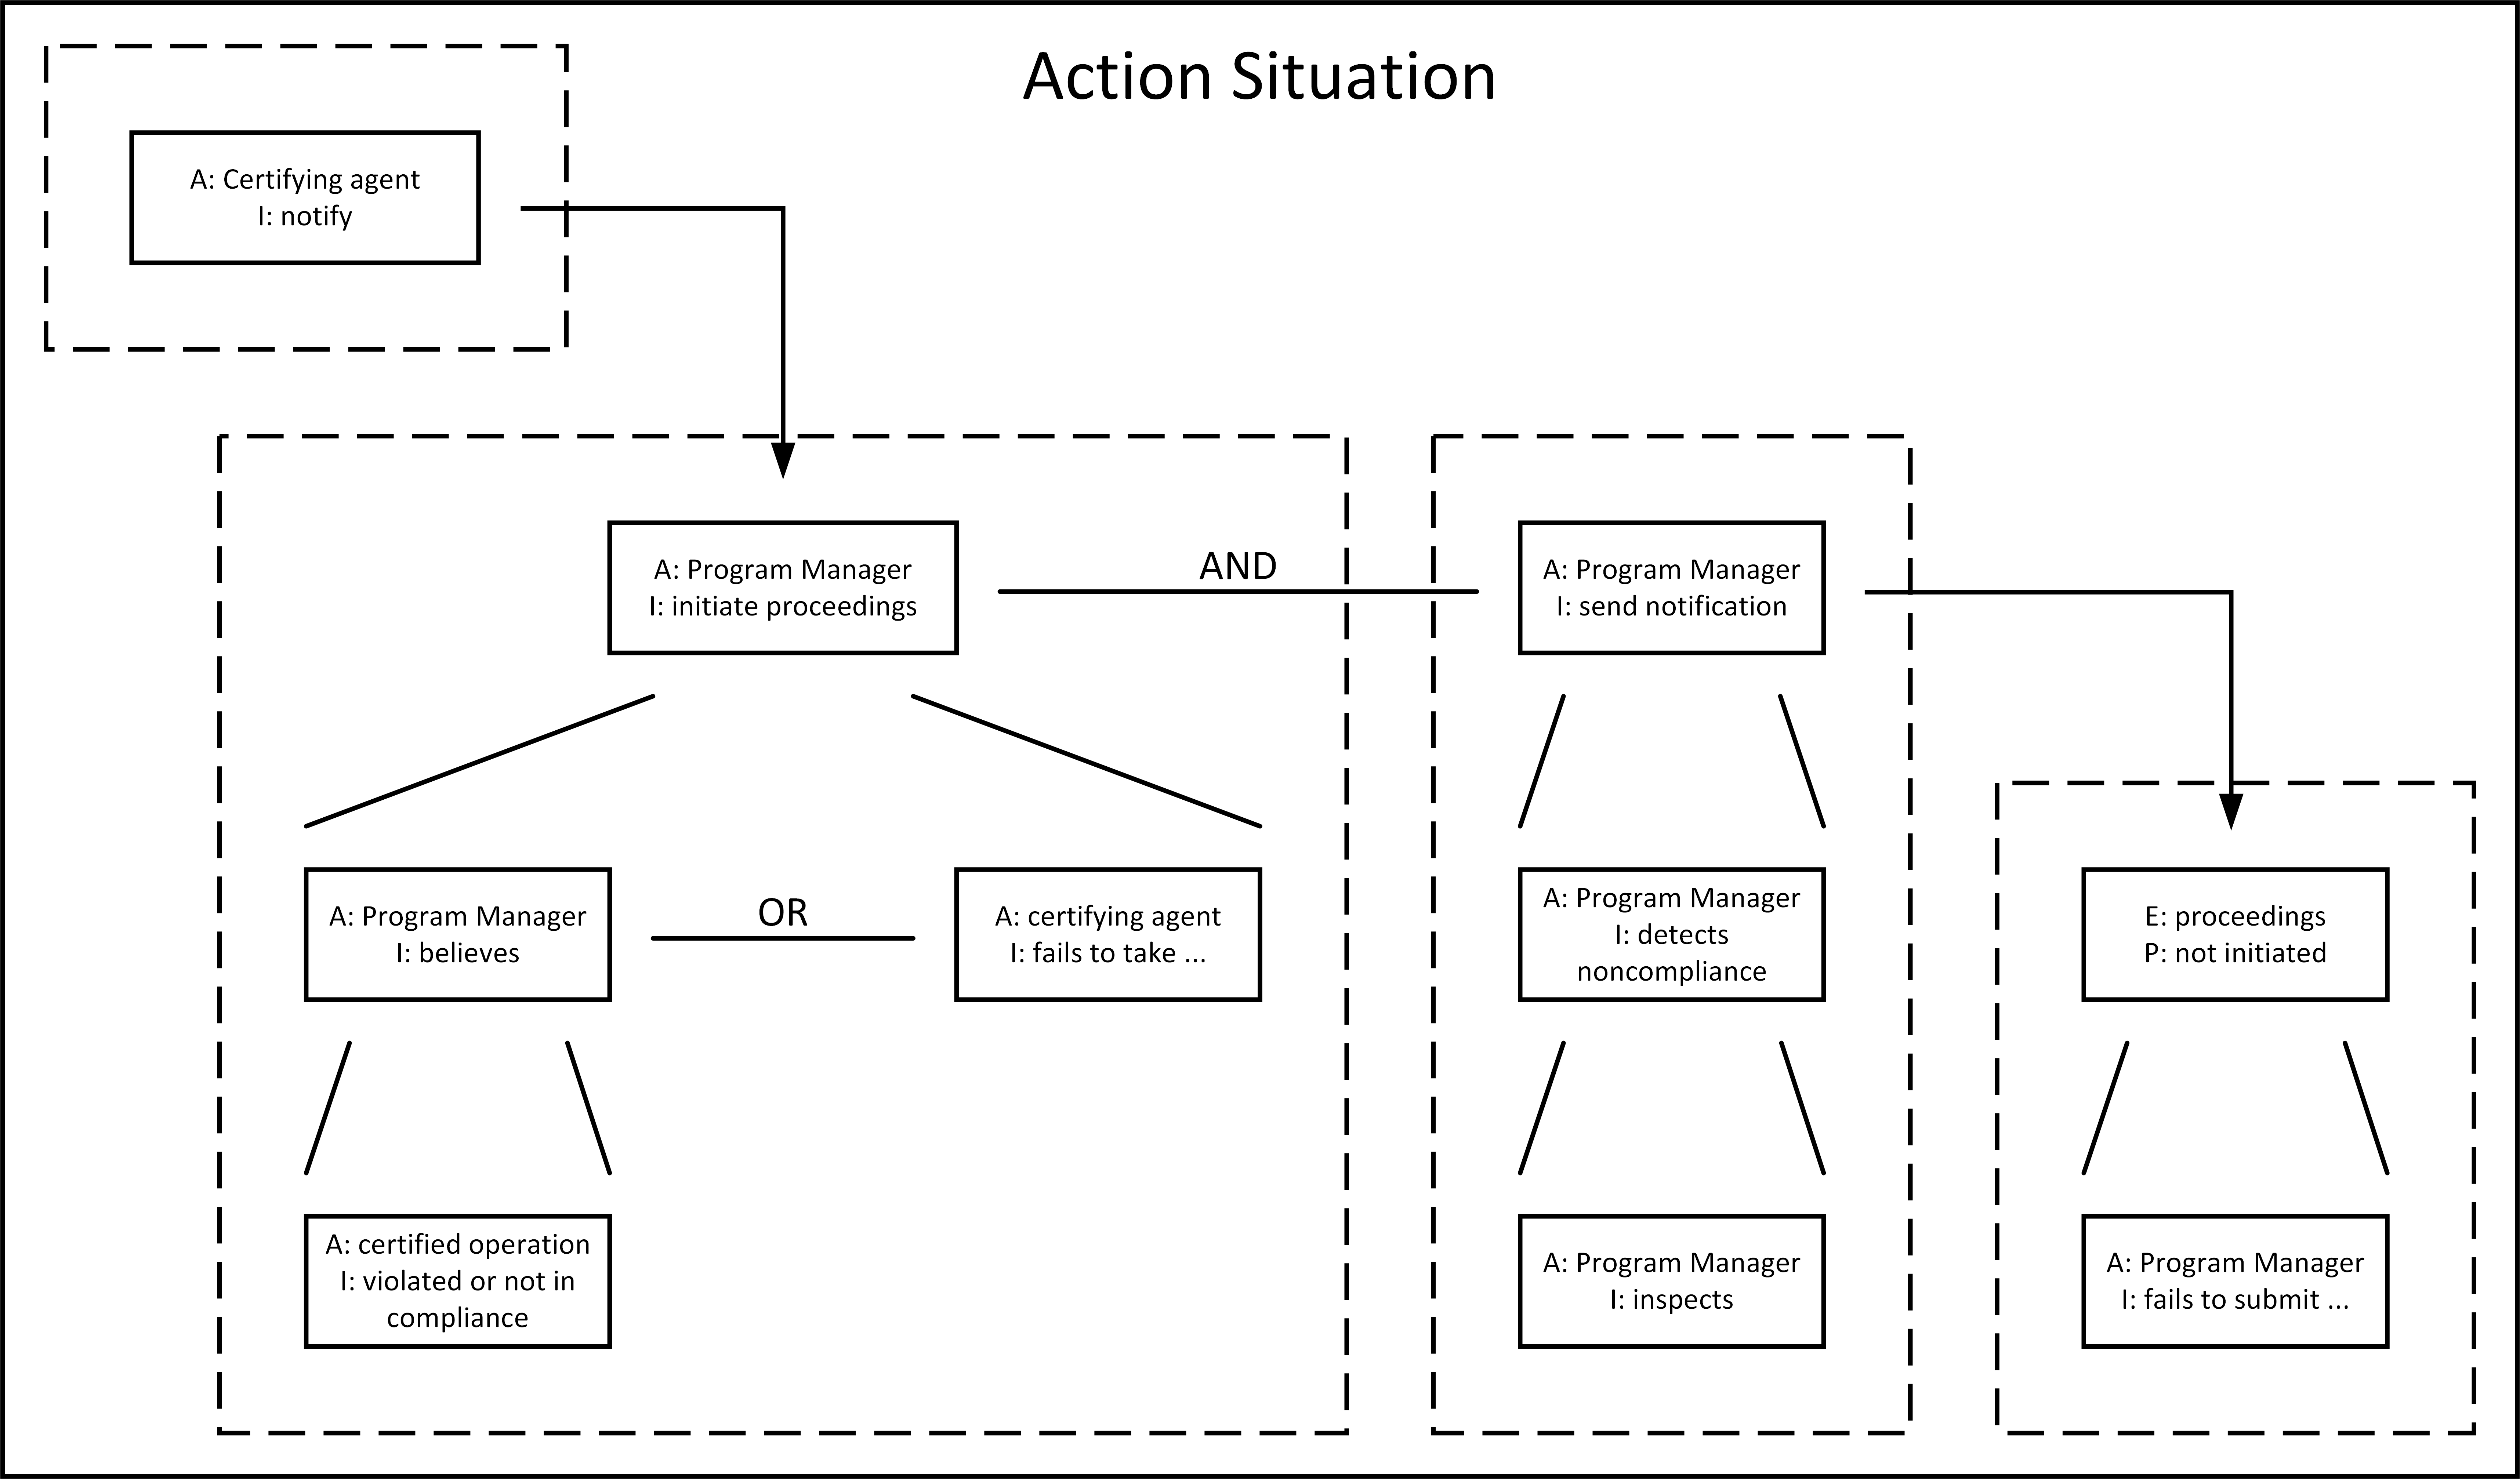 Action Situation
A: Certifying agent
I: notify
A: Program Manager
I: initiate proceedings
AND
A: Program Manager
I: send notification
A: Program Manager
I: believes
OR
A: certifying agent
I: fails to take ...
A: Program Manager
I: detects
noncompliance
E: proceedings
P: not initiated
A: certified operation
I: violated or not in
compliance
A: Program Manager
I: inspects
A: Program Manager
I: fails to submit ...